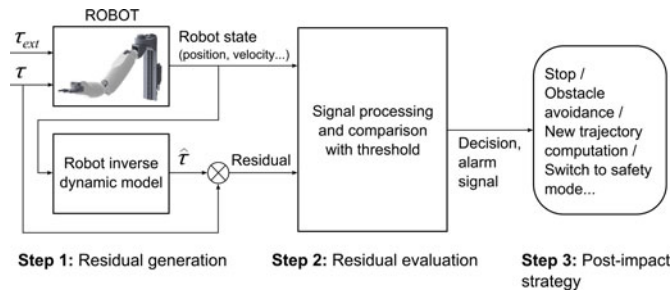 ROBOT
τext
τ
Robot state
(position, velocity...)
Robot inverse
dynamic model
τ̂
Residual
Signal processing
and comparison
with threshold
Decision,
alarm
signal
Stop /
Obstacle
avoidance /
New trajectory
computation /
Switch to safety
mode...
Step 1: Residual generation
Step 2: Residual evaluation
Step 3: Post-impact
strategy